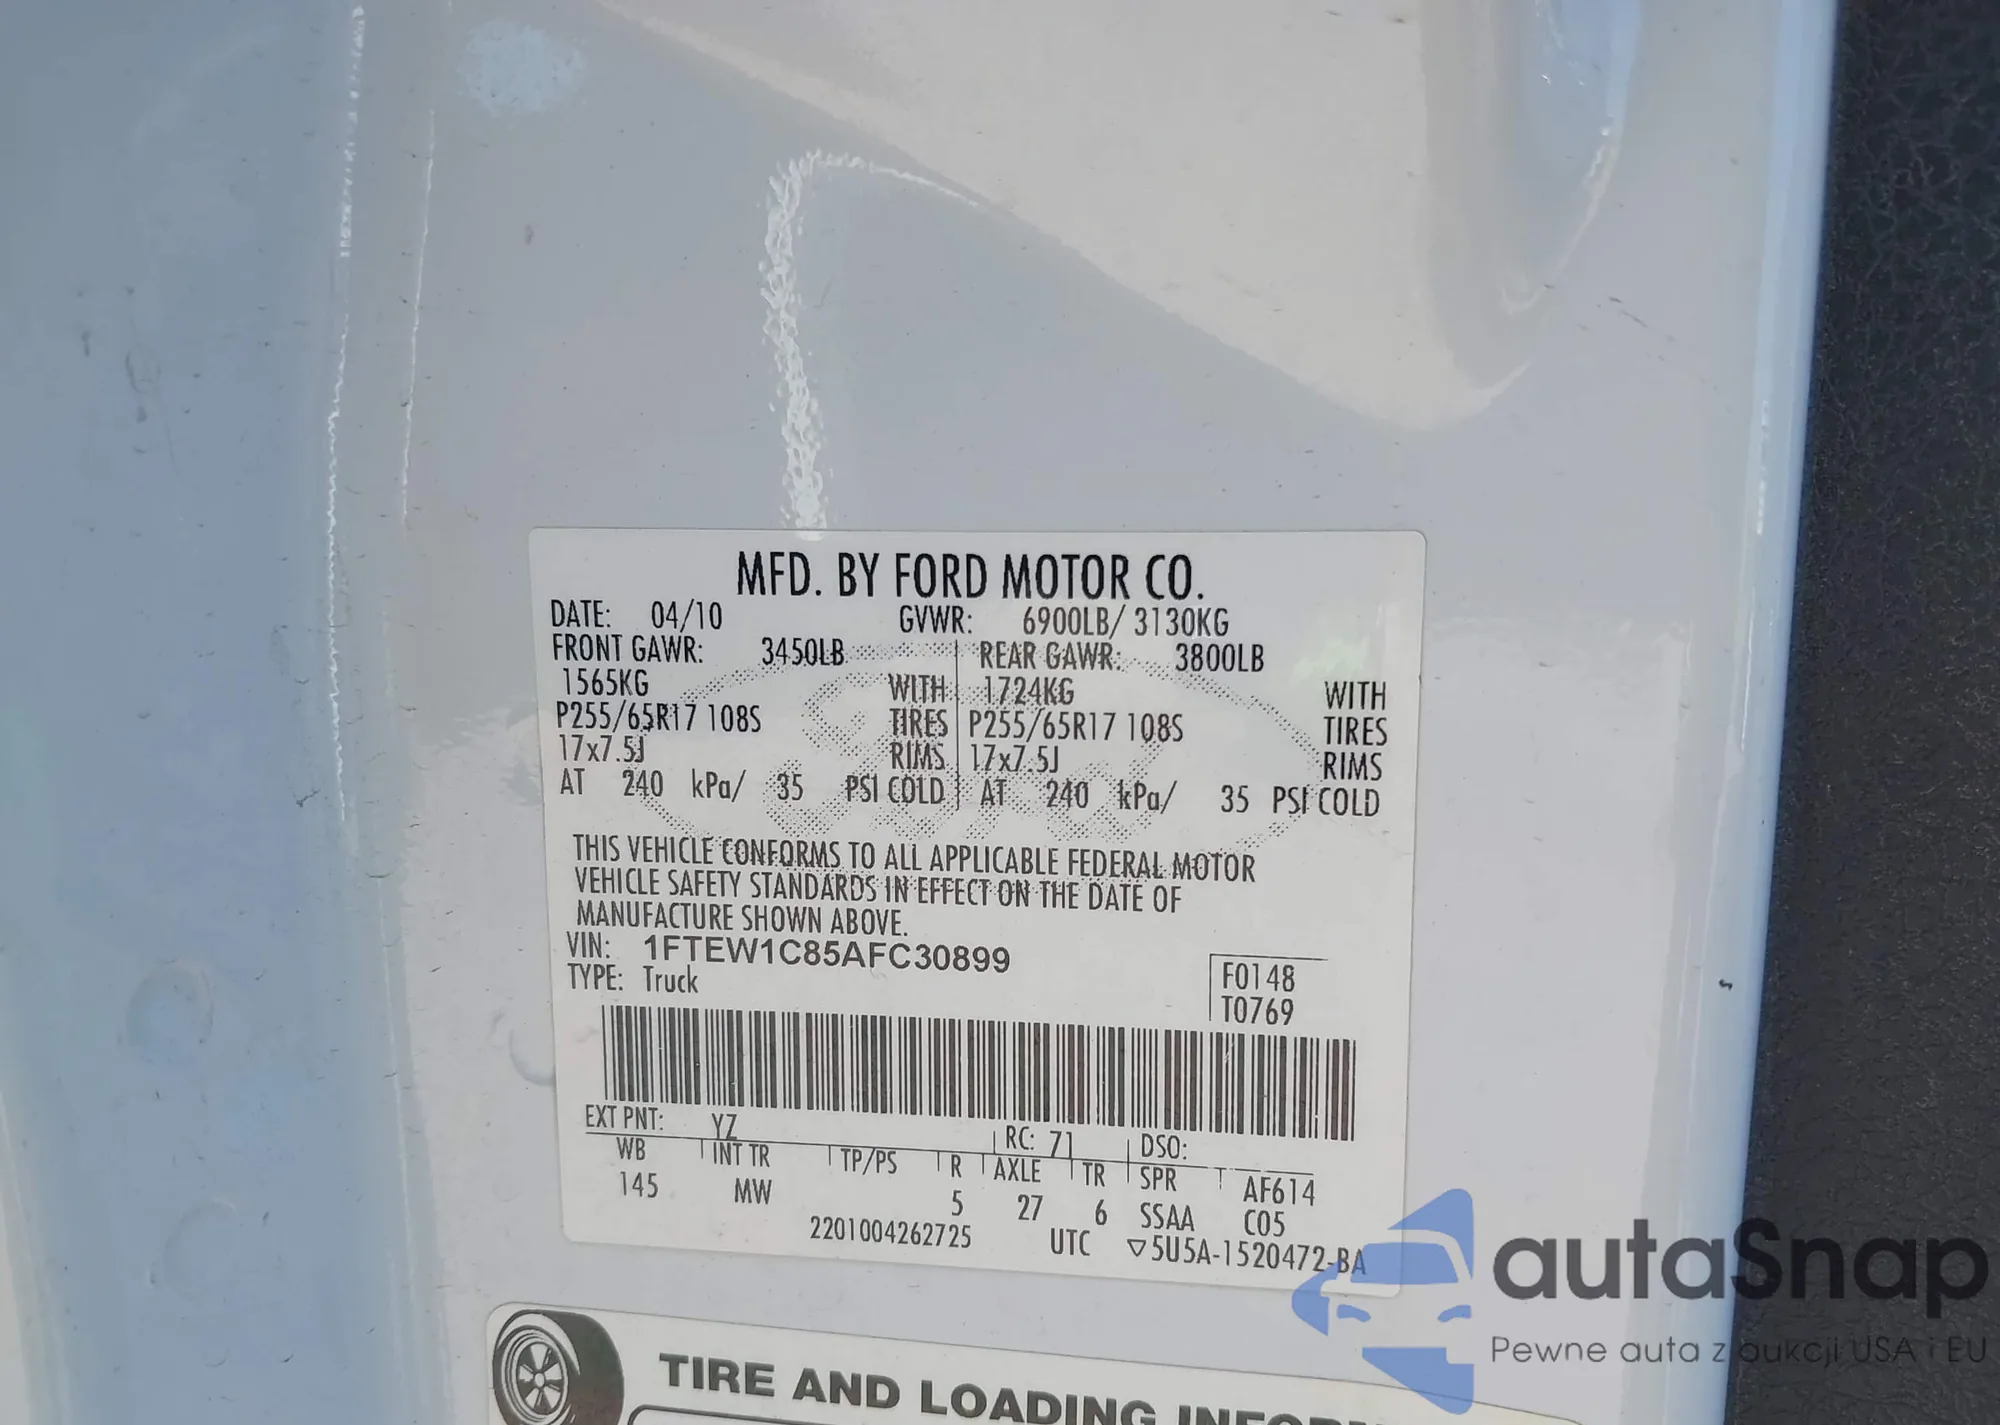 MFD. BY FORD MOTOR CO.
DATE: 04/10 GVWR: 6900LB/ 3130KG
FRONT GAWR: 3450LB REAR GAWR: 3800LB
1565KG WITH 1724KG WITH
P255/65R17 108S TIRES P255/65R17 108S TIRES
17x7.5J RIMS 17x7.5J RIMS
AT 240 kPa/ 35 PSI COLD AT 240 kPa/ 35 PSI COLD
THIS VEHICLE CONFORMS TO ALL APPLICABLE FEDERAL MOTOR
VEHICLE SAFETY STANDARDS IN EFFECT ON THE DATE OF
MANUFACTURE SHOWN ABOVE.
VIN: 1FTEW1C85AFC30899
TYPE: Truck
F0148
T0769
EXT PNT: YZ RC: 71 DSO:
WB INT TR TP/PS R AXLE TR SPR AF614
145 MW 5 27 6 SSAA C05
2201004262725 UTC ▽5U5A-1520472-BA
TIRE AND LOADING
autaSnap
Pewne auta z aukcji USA i EU